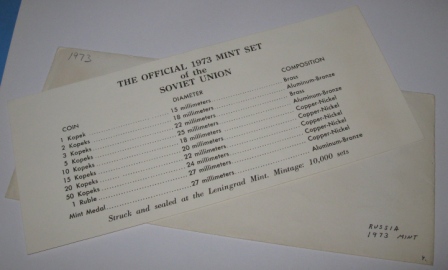 1973
THE OFFICIAL 1973 MINT SET
of the
SOVIET UNION
COIN DIAMETER COMPOSITION
1 Kopek 15 millimeters Brass
2 Kopeks 18 millimeters Aluminum-Bronze
3 Kopeks 22 millimeters Brass
5 Kopeks 25 millimeters Aluminum-Bronze
10 Kopeks 18 millimeters Copper-Nickel
15 Kopeks 20 millimeters Copper-Nickel
20 Kopeks 22 millimeters Copper-Nickel
50 Kopeks 24 millimeters Copper-Nickel
1 Ruble 27 millimeters Copper-Nickel
Mint Medal 27 millimeters Aluminum-Bronze
Struck and sealed at the Leningrad Mint. Mintage: 10,000 sets
RUSSIA
1973 MINT